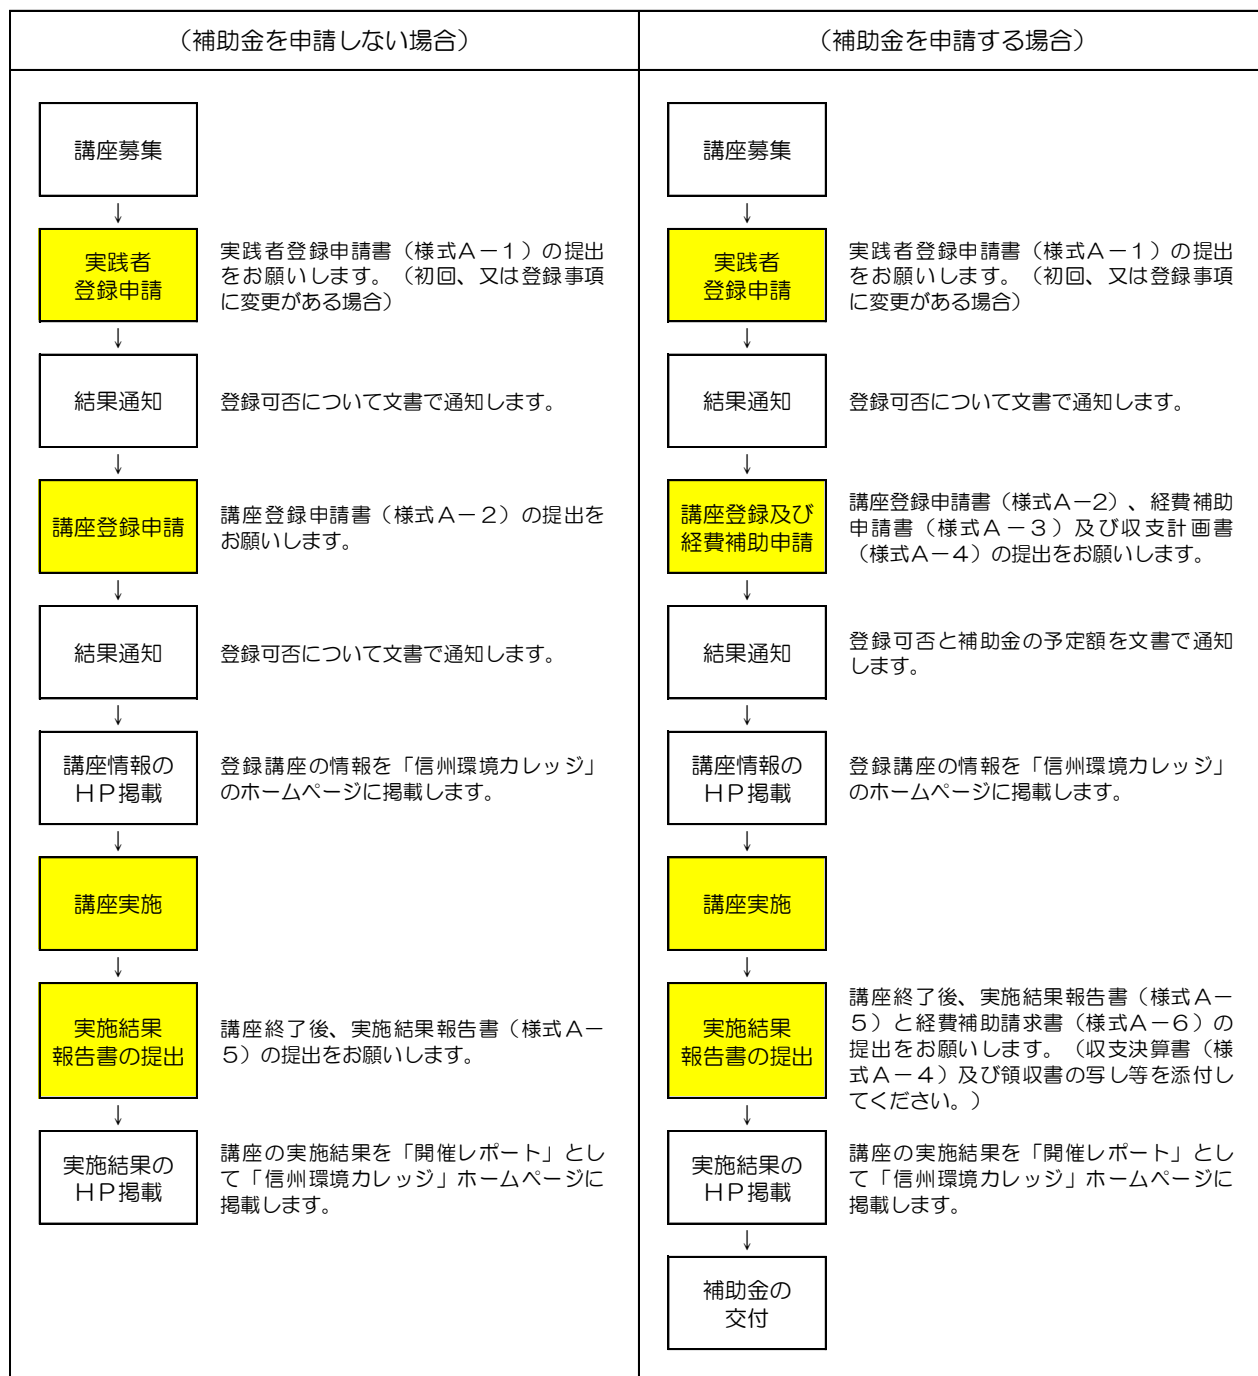 （補助金を申請しない場合）
講座募集
↓
実践者
登録申請
実践者登録申請書（様式Ａ－１）の提出
をお願いします。（初回、又は登録事項
に変更がある場合）
↓
結果通知
登録可否について文書で通知します。
↓
講座登録申請
講座登録申請書（様式Ａ－２）の提出を
お願いします。
↓
結果通知
登録可否について文書で通知します。
↓
講座情報の
ＨＰ掲載
登録講座の情報を「信州環境カレッジ」
のホームページに掲載します。
↓
講座実施
↓
実施結果
報告書の提出
講座終了後、実施結果報告書（様式Ａ－
５）の提出をお願いします。
↓
実施結果の
ＨＰ掲載
講座の実施結果を「開催レポート」とし
て「信州環境カレッジ」ホームページに
掲載します。
（補助金を申請する場合）
講座募集
↓
実践者
登録申請
実践者登録申請書（様式Ａ－１）の提出
をお願いします。（初回、又は登録事項
に変更がある場合）
↓
結果通知
登録可否について文書で通知します。
↓
講座登録及び
経費補助申請
講座登録申請書（様式Ａ－２）、経費補助
申請書（様式Ａ－３）及び収支計画書
（様式Ａ－４）の提出をお願いします。
↓
結果通知
登録可否と補助金の予定額を文書で通知
します。
↓
講座情報の
ＨＰ掲載
登録講座の情報を「信州環境カレッジ」
のホームページに掲載します。
↓
講座実施
↓
実施結果
報告書の提出
講座終了後、実施結果報告書（様式Ａ－
５）と経費補助請求書（様式Ａ－６）の
提出をお願いします。（収支決算書（様
式Ａ－４）及び領収書の写し等を添付し
てください。）
↓
実施結果の
ＨＰ掲載
講座の実施結果を「開催レポート」とし
て「信州環境カレッジ」ホームページに
掲載します。
↓
補助金の
交付